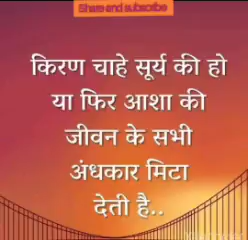 Share and subscribe
किरण चाहे सूर्य की हो
या फिर आशा की
जीवन के सभी
अंधकार मिटा
देती है..